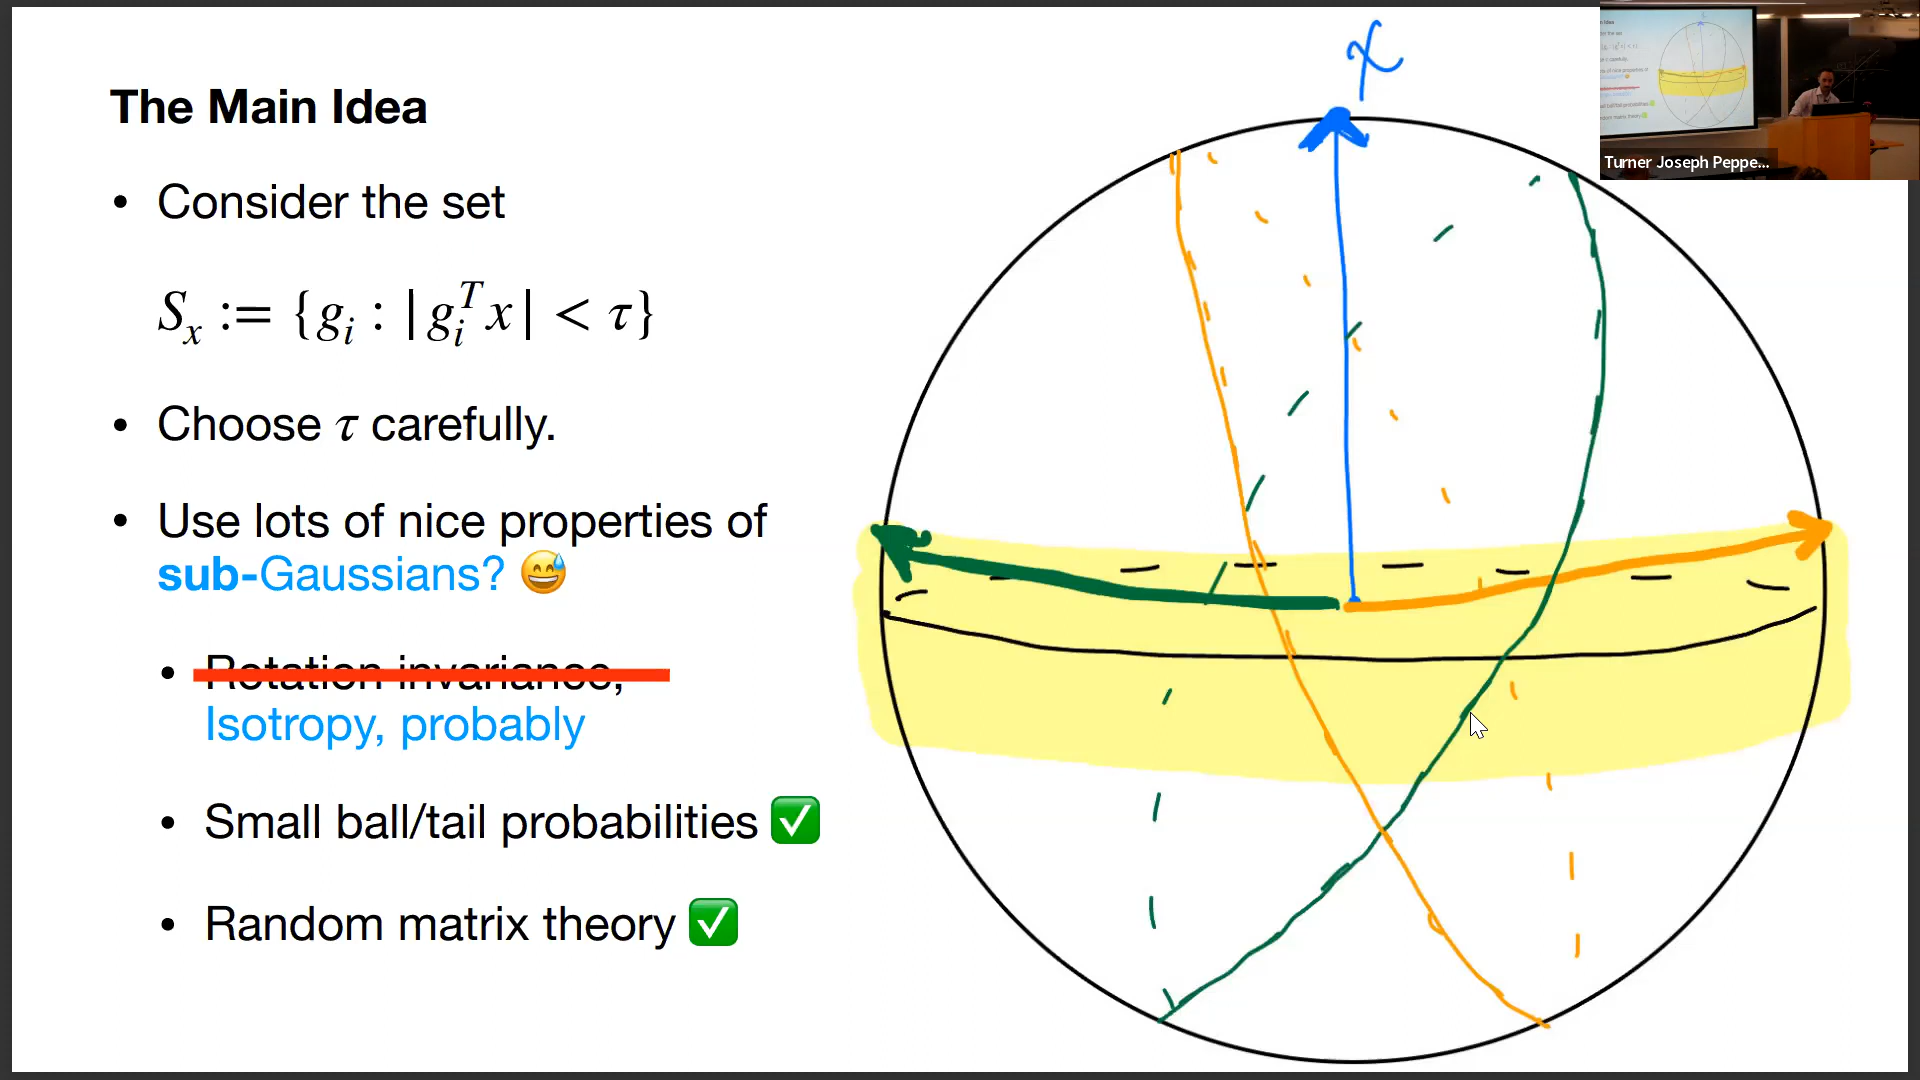 The Main Idea
• Consider the set
S_x := {g_i : |g_i^T x| < τ}
• Choose τ carefully.
• Use lots of nice properties of
sub-Gaussians? 😅
• Rotation invariance,
Isotropy, probably
• Small ball/tail probabilities ✅
• Random matrix theory ✅
x
Turner Joseph Peppe...